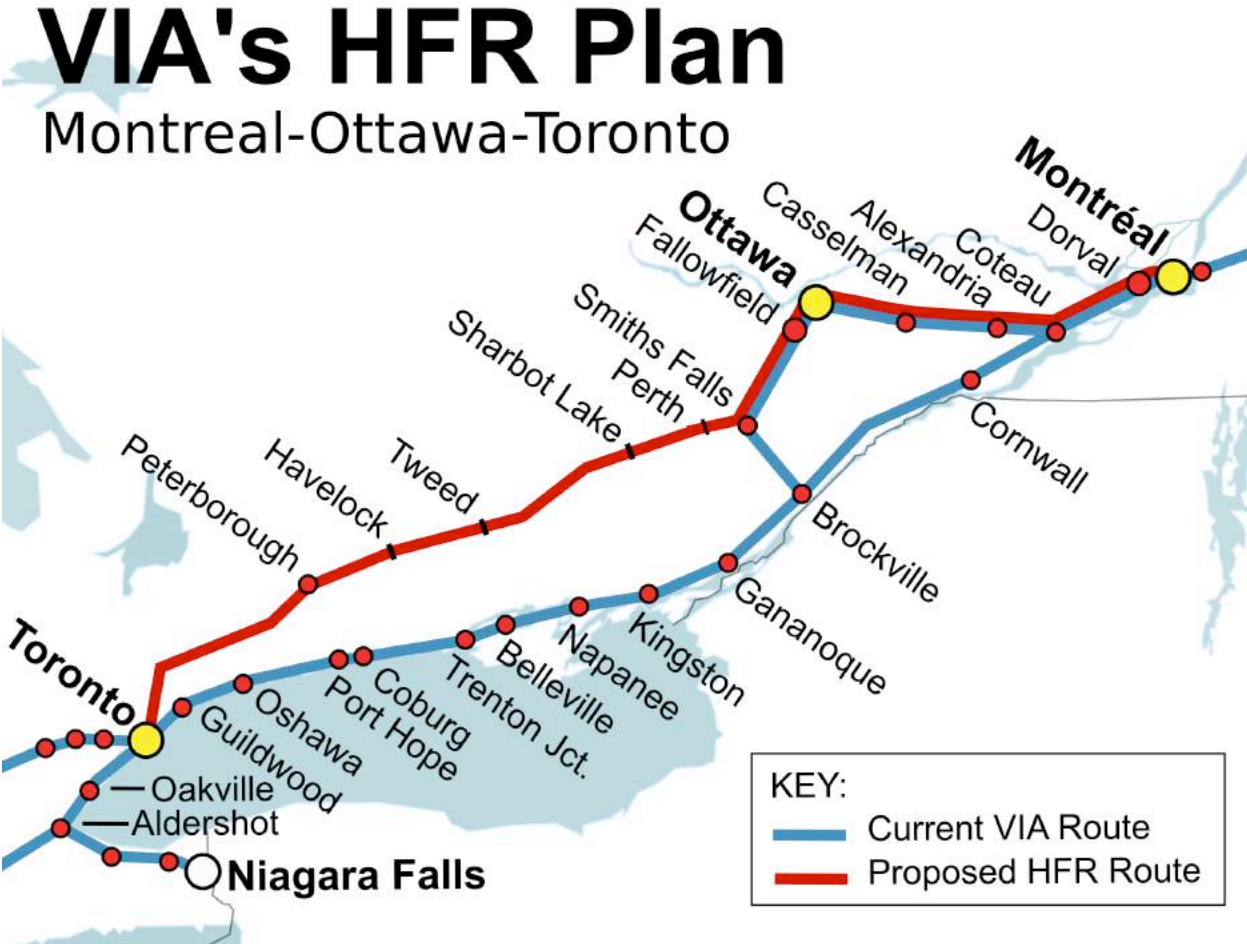 VIA's HFR Plan
Montreal-Ottawa-Toronto
Montréal
Dorval
Coteau
Alexandria
Casselman
Ottawa
Fallowfield
Smiths Falls
Perth
Sharbot Lake
Tweed
Havelock
Peterborough
Toronto
Cornwall
Brockville
Gananoque
Kingston
Napanee
Belleville
Trenton Jct.
Coburg
Port Hope
Oshawa
Guildwood
Oakville
Aldershot
Niagara Falls
KEY:
Current VIA Route
Proposed HFR Route